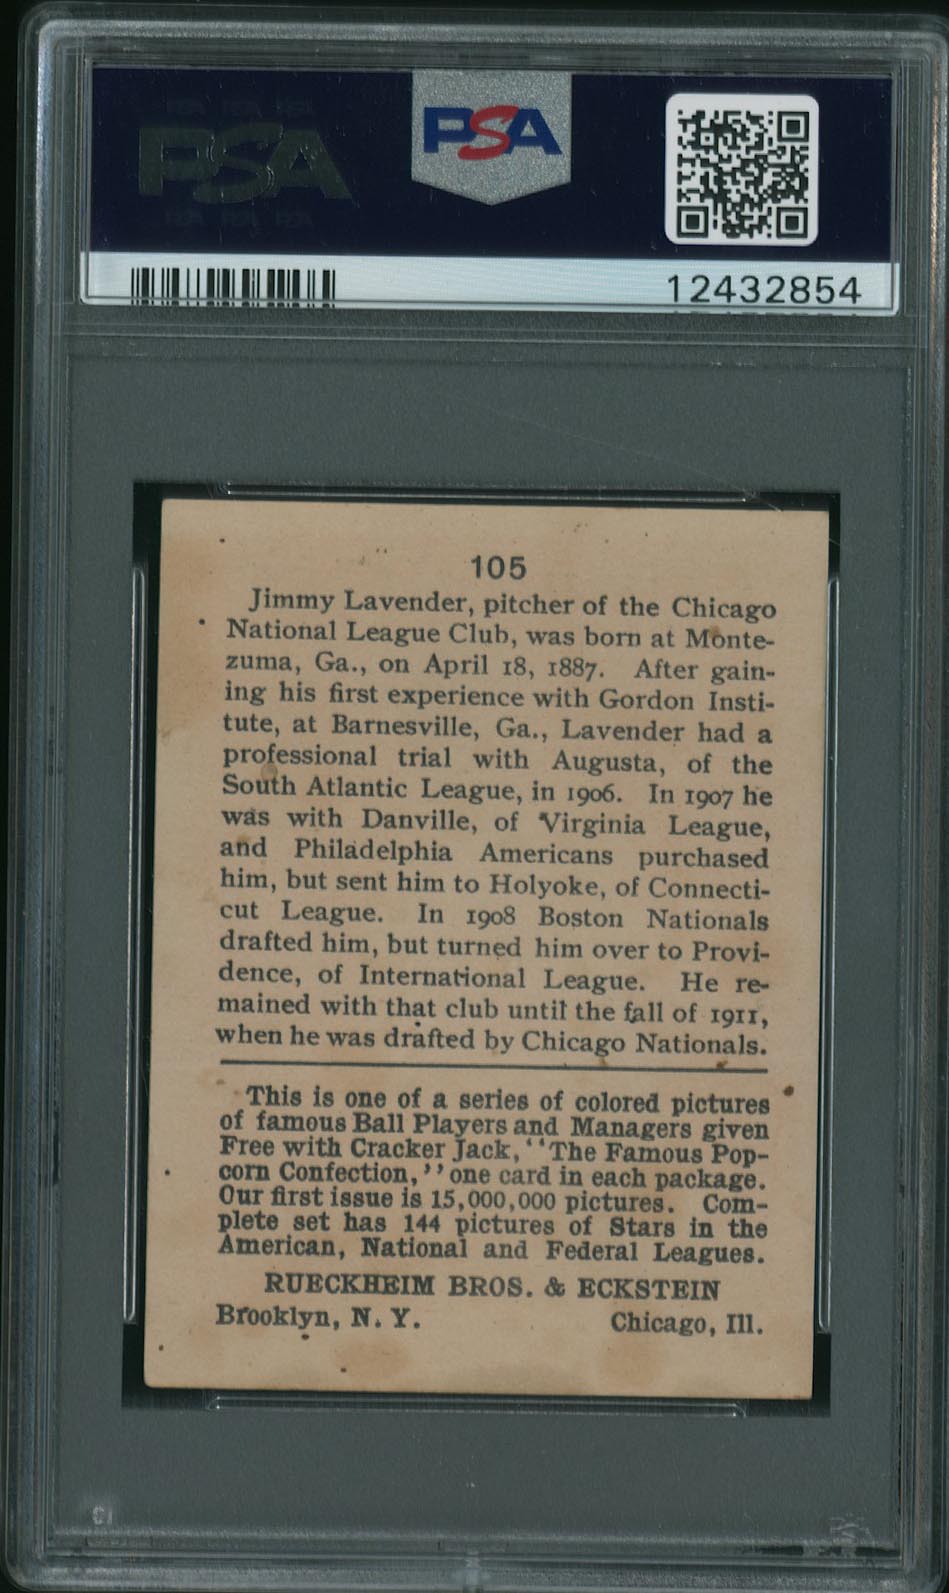 PSA
PSA
12432854
105
Jimmy Lavender, pitcher of the Chicago
National League Club, was born at Monte-
zuma, Ga., on April 18, 1887. After gain-
ing his first experience with Gordon Insti-
tute, at Barnesville, Ga., Lavender had a
professional trial with Augusta, of the
South Atlantic League, in 1906. In 1907 he
was with Danville, of Virginia League,
and Philadelphia Americans purchased
him, but sent him to Holyoke, of Connecti-
cut League. In 1908 Boston Nationals
drafted him, but turned him over to Provi-
dence, of International League. He re-
mained with that club until the fall of 1911,
when he was drafted by Chicago Nationals.
This is one of a series of colored pictures
of famous Ball Players and Managers given
Free with Cracker Jack, "The Famous Pop-
corn Confection," one card in each package.
Our first issue is 15,000,000 pictures. Com-
plete set has 144 pictures of Stars in the
American, National and Federal Leagues.
RUECKHEIM BROS. & ECKSTEIN
Brooklyn, N. Y. Chicago, Ill.